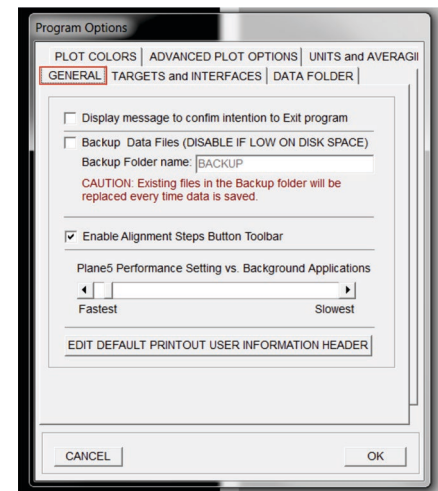 Program Options
PLOT COLORS ADVANCED PLOT OPTIONS UNITS and AVERAGII
GENERAL TARGETS and INTERFACES DATA FOLDER
Display message to confim intention to Exit program
Backup Data Files (DISABLE IF LOW ON DISK SPACE)
Backup Folder name: BACKUP
CAUTION: Existing files in the Backup folder will be
replaced every time data is saved.
Enable Alignment Steps Button Toolbar
Plane5 Performance Setting vs. Background Applications
Fastest Slowest
EDIT DEFAULT PRINTOUT USER INFORMATION HEADER
CANCEL OK